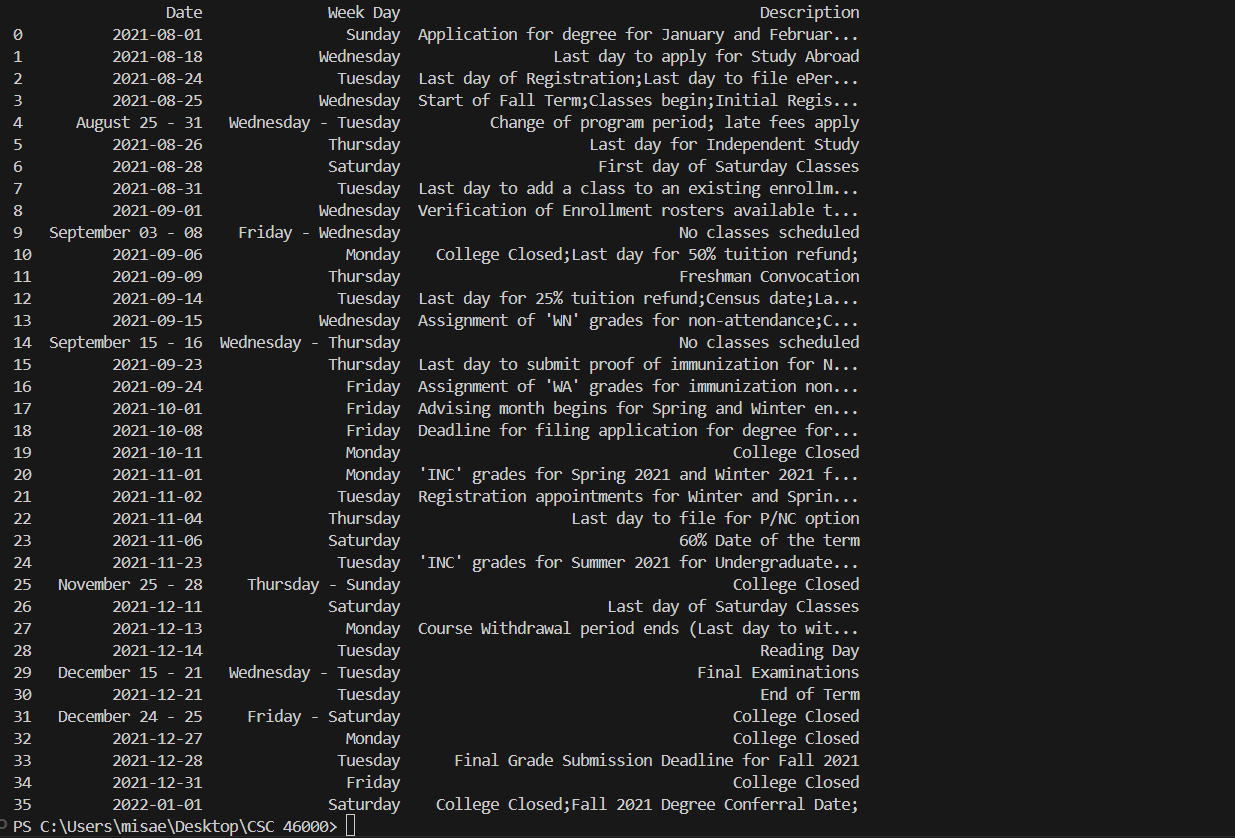 Date Week Day Description
0 2021-08-01 Sunday Application for degree for January and Februar...
1 2021-08-18 Wednesday Last day to apply for Study Abroad
2 2021-08-24 Tuesday Last day of Registration;Last day to file ePer...
3 2021-08-25 Wednesday Start of Fall Term;Classes begin;Initial Regis...
4 August 25 - 31 Wednesday - Tuesday Change of program period; late fees apply
5 2021-08-26 Thursday Last day for Independent Study
6 2021-08-28 Saturday First day of Saturday Classes
7 2021-08-31 Tuesday Last day to add a class to an existing enrollm...
8 2021-09-01 Wednesday Verification of Enrollment rosters available t...
9 September 03 - 08 Friday - Wednesday No classes scheduled
10 2021-09-06 Monday College Closed;Last day for 50% tuition refund;
11 2021-09-09 Thursday Freshman Convocation
12 2021-09-14 Tuesday Last day for 25% tuition refund;Census date;La...
13 2021-09-15 Wednesday Assignment of 'WN' grades for non-attendance;C...
14 September 15 - 16 Wednesday - Thursday No classes scheduled
15 2021-09-23 Thursday Last day to submit proof of immunization for N...
16 2021-09-24 Friday Assignment of 'WA' grades for immunization non...
17 2021-10-01 Friday Advising month begins for Spring and Winter en...
18 2021-10-08 Friday Deadline for filing application for degree for...
19 2021-10-11 Monday College Closed
20 2021-11-01 Monday 'INC' grades for Spring 2021 and Winter 2021 f...
21 2021-11-02 Tuesday Registration appointments for Winter and Sprin...
22 2021-11-04 Thursday Last day to file for P/NC option
23 2021-11-06 Saturday 60% Date of the term
24 2021-11-23 Tuesday 'INC' grades for Summer 2021 for Undergraduate...
25 November 25 - 28 Thursday - Sunday College Closed
26 2021-12-11 Saturday Last day of Saturday Classes
27 2021-12-13 Monday Course Withdrawal period ends (Last day to wit...
28 2021-12-14 Tuesday Reading Day
29 December 15 - 21 Wednesday - Tuesday Final Examinations
30 2021-12-21 Tuesday End of Term
31 December 24 - 25 Friday - Saturday College Closed
32 2021-12-27 Monday College Closed
33 2021-12-28 Tuesday Final Grade Submission Deadline for Fall 2021
34 2021-12-31 Friday College Closed
35 2022-01-01 Saturday College Closed;Fall 2021 Degree Conferral Date;
PS C:\Users\misae\Desktop\CSC 46000>